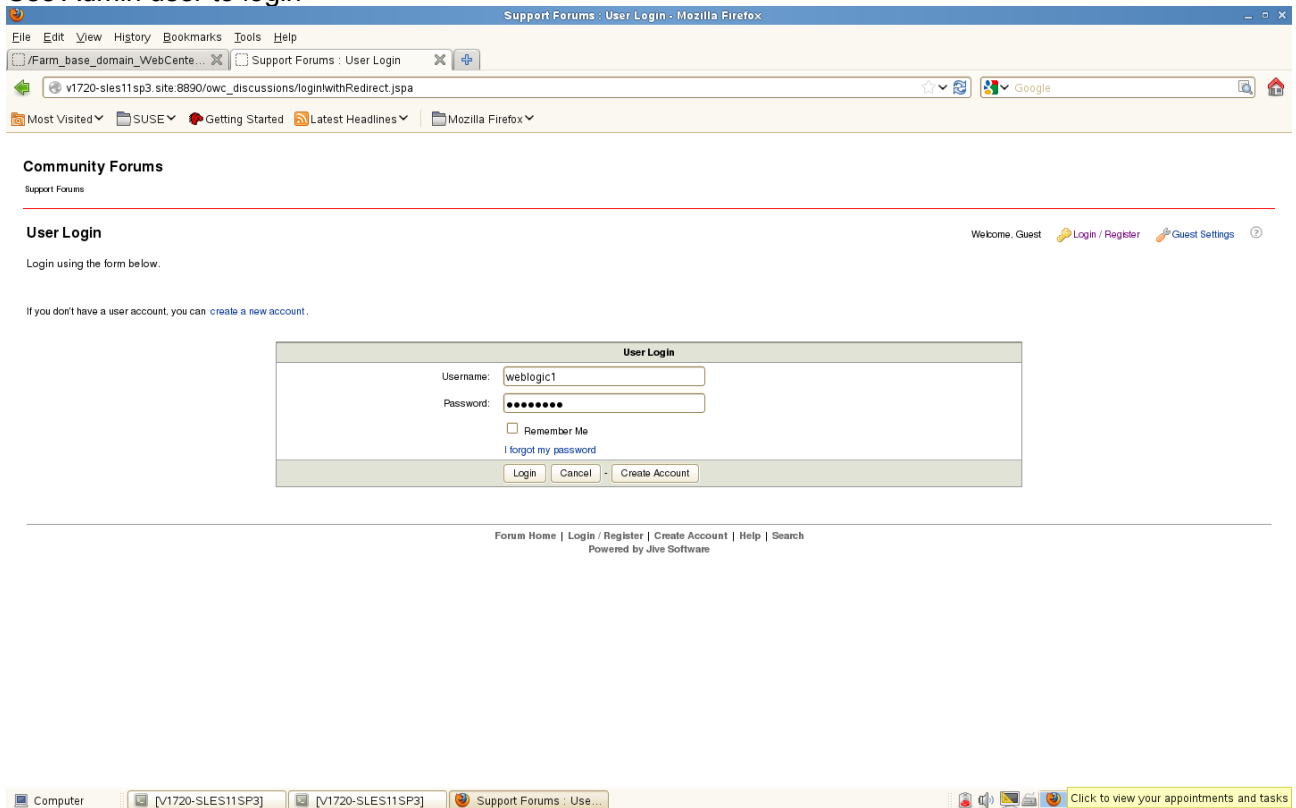 Use Admin user to login
Support Forums : User Login - Mozilla Firefox
File Edit View History Bookmarks Tools Help
/Farm_base_domain_WebCente... Support Forums : User Login
v1720-sles11sp3.site:8890/owc_discussions/login!withRedirect.jspa Google
Most Visited SUSE Getting Started Latest Headlines Mozilla Firefox
Community Forums
Support Forums
User Login Welcome, Guest Login / Register Guest Settings ?
Login using the form below.
If you don't have a user account, you can create a new account.
User Login
Username: weblogic1
Password: ••••••••
Remember Me
I forgot my password
Login Cancel - Create Account
Forum Home | Login / Register | Create Account | Help | Search
Powered by Jive Software
Computer [V1720-SLES11SP3] [V1720-SLES11SP3] Support Forums : Use... Click to view your appointments and tasks